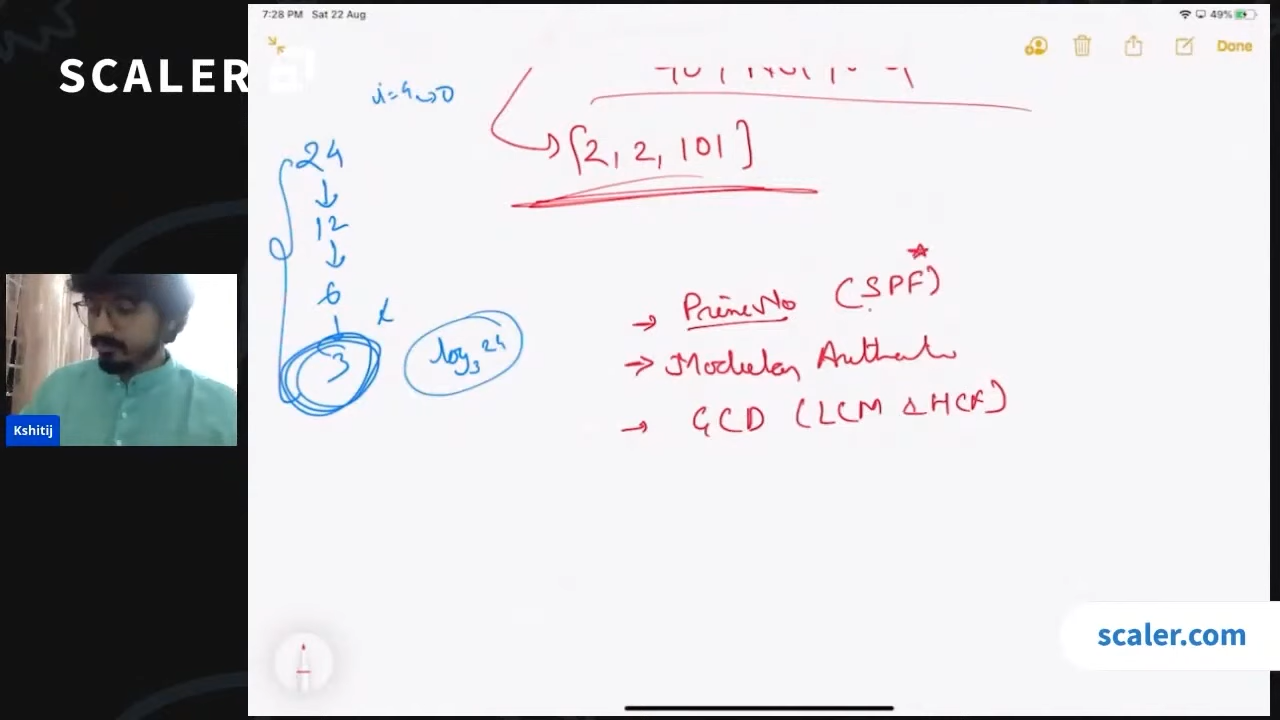 7:28 PM Sat 22 Aug
49%
SCALER
Done
i=4→0
[2, 2, 101]
24
↓
12
↓
6
3
log₃24
→ Prime No (SPF)
→ Modular
→ GCD (LCM & HCF)
Kshitij
scaler.com